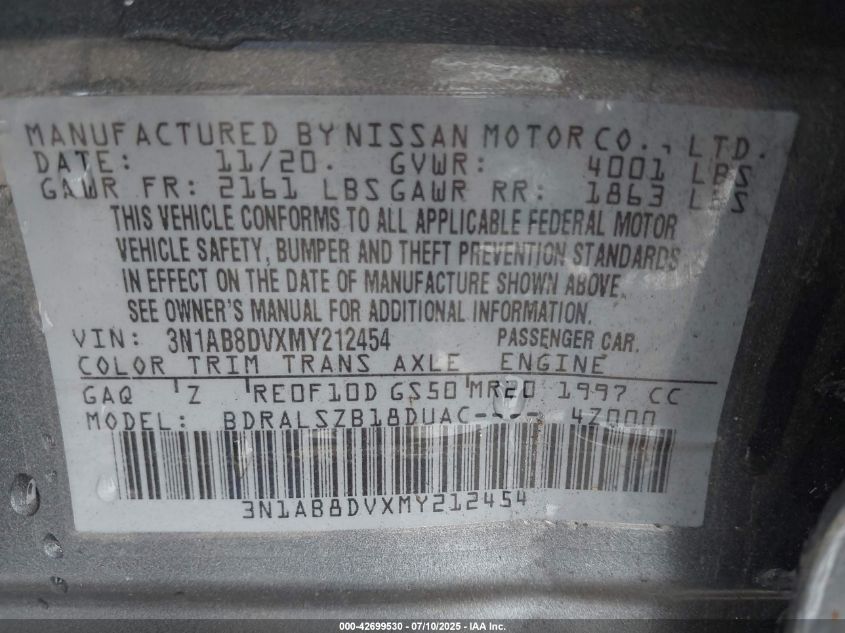 MANUFACTURED BY NISSAN MOTOR CO., LTD.
DATE: 11/20. GVWR: 4001 LBS
GAWR FR: 2161 LBS GAWR RR: 1863 LBS
THIS VEHICLE CONFORMS TO ALL APPLICABLE FEDERAL MOTOR
VEHICLE SAFETY, BUMPER AND THEFT PREVENTION STANDARDS
IN EFFECT ON THE DATE OF MANUFACTURE SHOWN ABOVE.
SEE OWNER'S MANUAL FOR ADDITIONAL INFORMATION.
VIN: 3N1AB8DVXMY212454 PASSENGER CAR.
COLOR TRIM TRANS AXLE ENGINE
GAQ Z RE0F10D GS50 MR20 1997 CC
MODEL: BDRALSZB18DUAC---- 4Z000
3N1AB8DVXMY212454
000-42699530 - 07/10/2025 - IAA Inc.